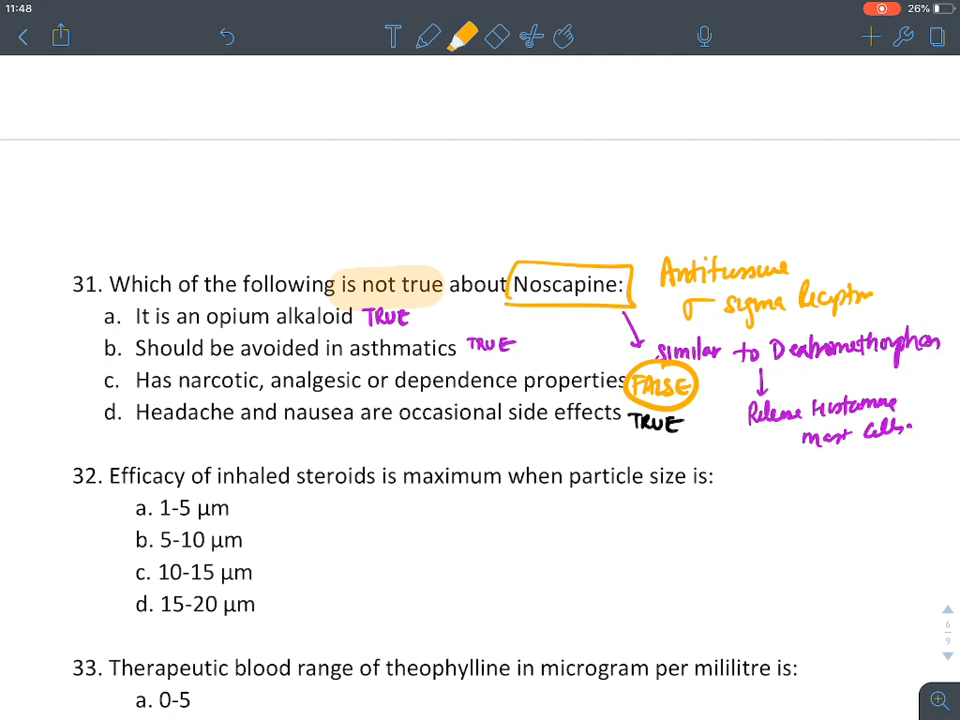 11:48
26%
T
31. Which of the following is not true about Noscapine:
Antitussive
σ sigma Receptor
a. It is an opium alkaloid TRUE
b. Should be avoided in asthmatics TRUE
similar to Dextromethorphan
c. Has narcotic, analgesic or dependence properties FALSE
Release Histamine
mast cells.
d. Headache and nausea are occasional side effects TRUE
32. Efficacy of inhaled steroids is maximum when particle size is:
a. 1-5 µm
b. 5-10 µm
c. 10-15 µm
d. 15-20 µm
6
9
33. Therapeutic blood range of theophylline in microgram per mililitre is:
a. 0-5